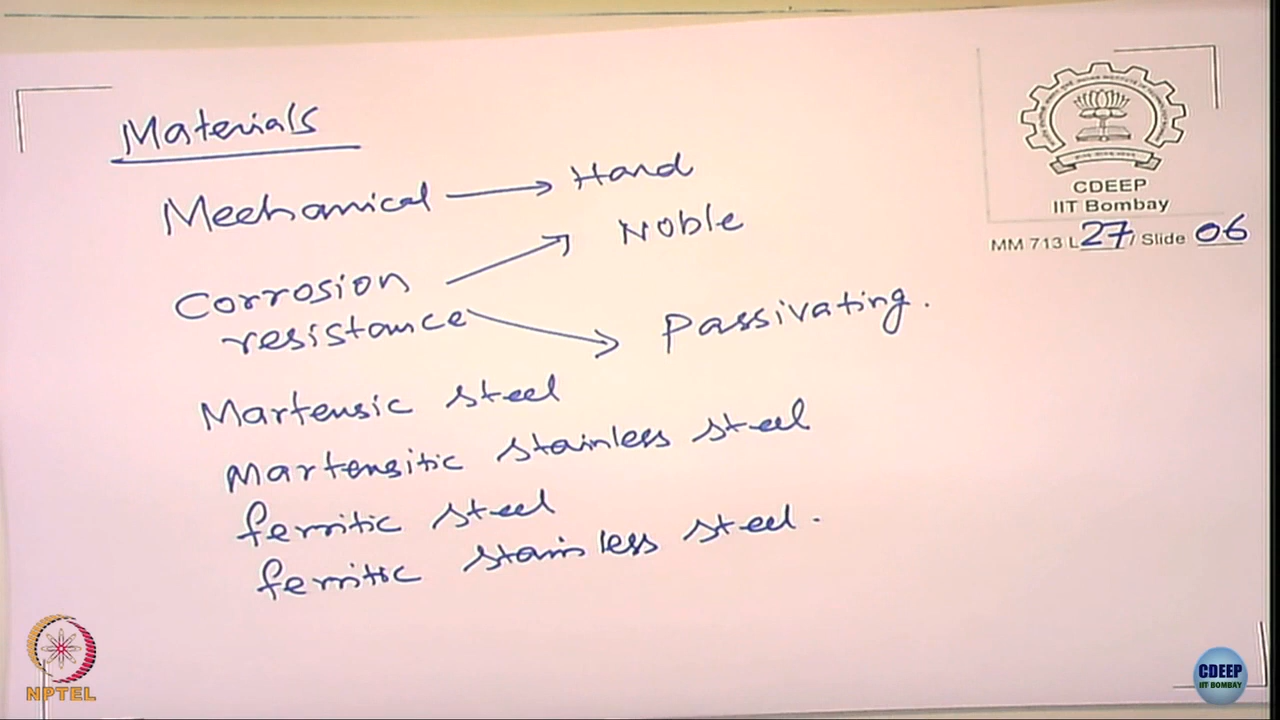 Materials
Mechanical → Hard
Corrosion resistance → Noble
→ Passivating.
Martensic steel
Martensitic stainless steel
ferritic steel
ferritic stainless steel.
CDEEP
IIT Bombay
MM 713 L 27 / Slide 06
NPTEL
CDEEP
IIT BOMBAY